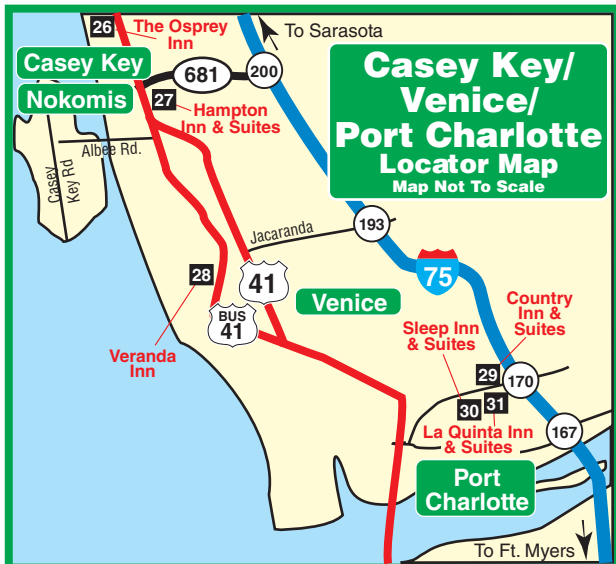 26
The Osprey
Inn
To Sarasota
Casey Key
Nokomis
681
200
27
Hampton
Inn & Suites
Casey Key/
Venice/
Port Charlotte
Locator Map
Map Not To Scale
Albee Rd.
Casey
Key Rd
193
Jacaranda
28
41
75
BUS
41
Venice
Veranda
Inn
Country
Inn &
Suites
Sleep Inn
& Suites
29
170
30
31
La Quinta Inn
& Suites
167
Port
Charlotte
To Ft. Myers